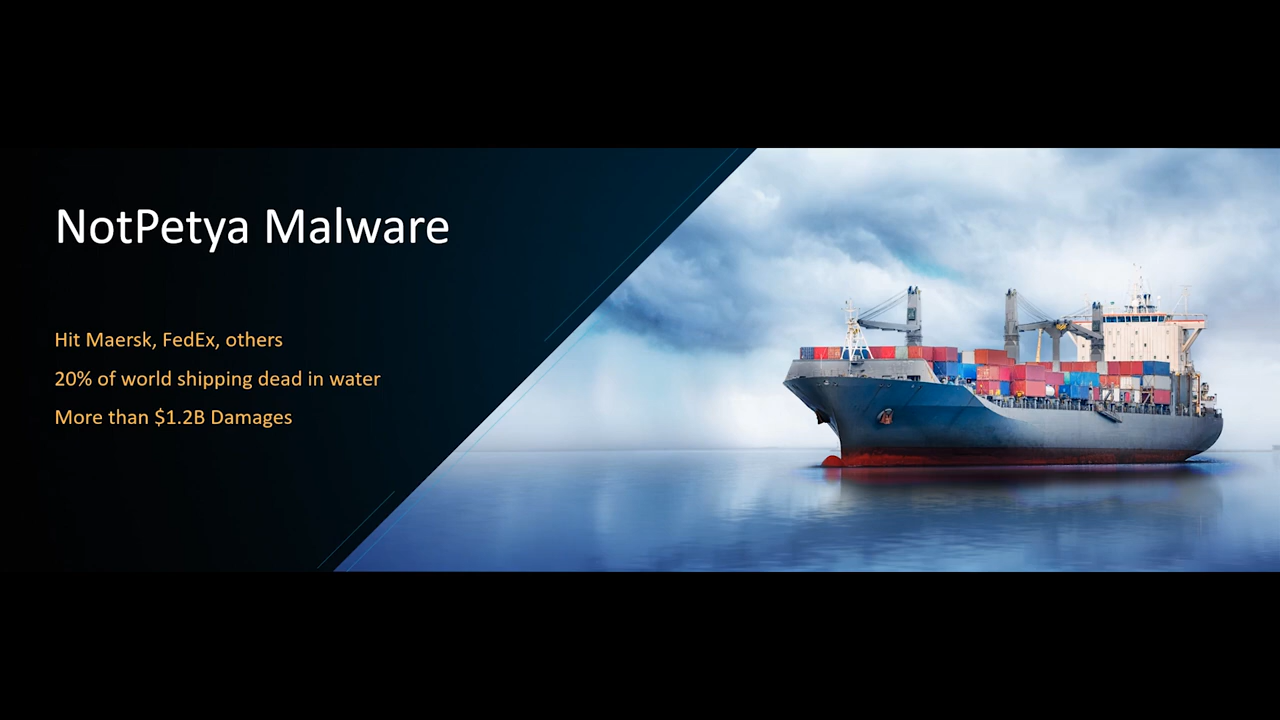 NotPetya Malware
Hit Maersk, FedEx, others
20% of world shipping dead in water
More than $1.2B Damages